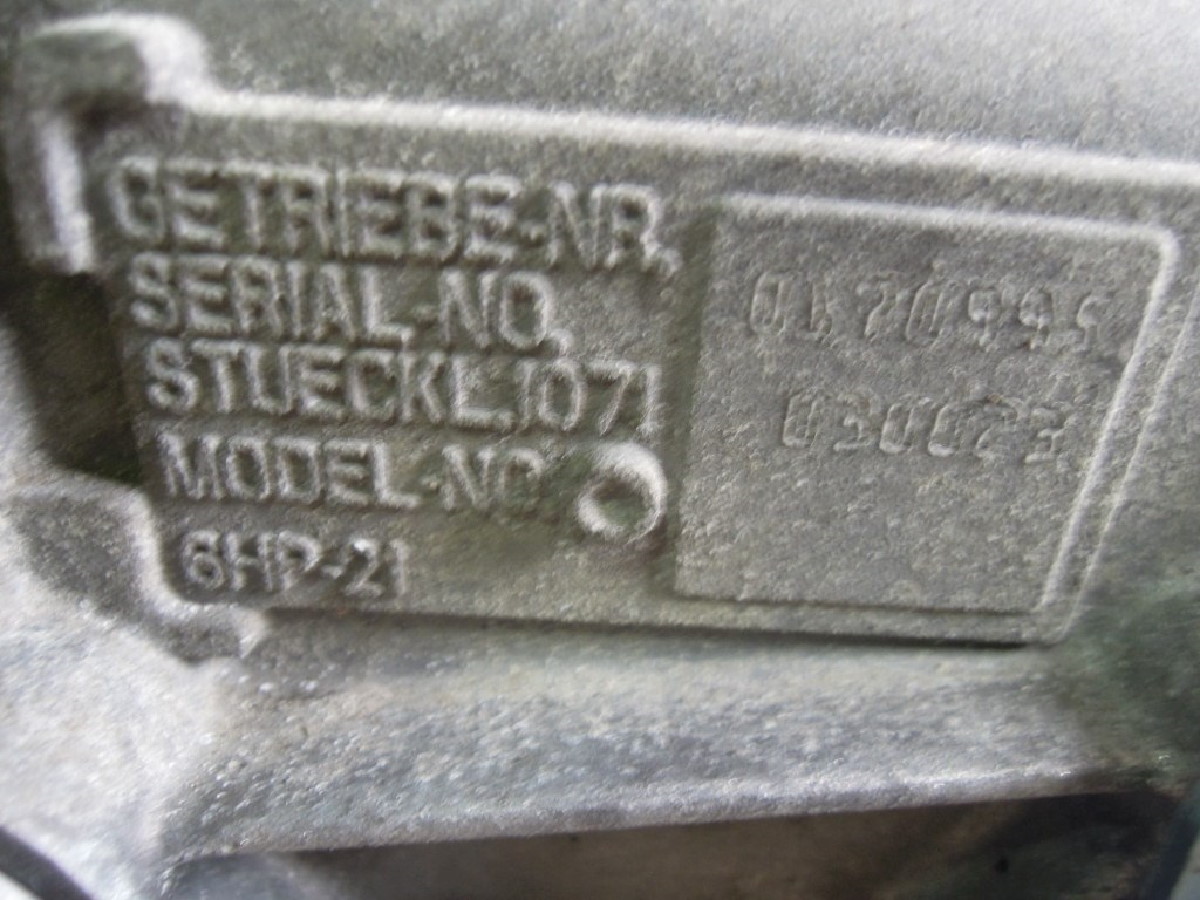 GETRIEBE-NR.
SERIAL-NO.
STUECKL.1071
MODEL-NO
6HP-21